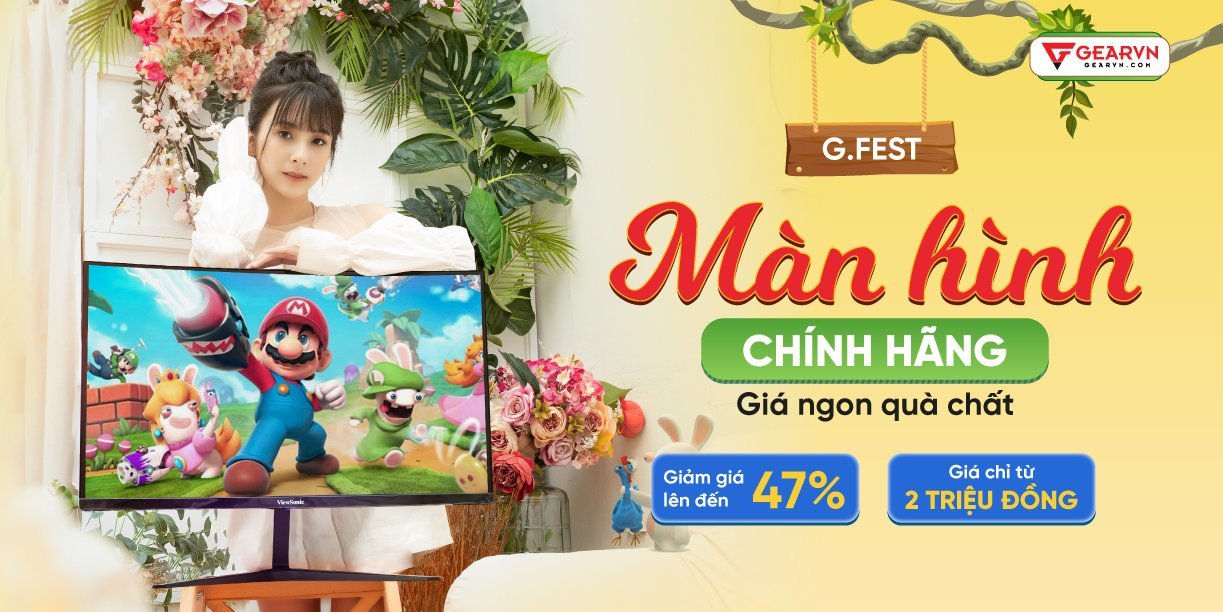 GEARVN
GEARVN.COM
G.FEST
Màn hình
CHÍNH HÃNG
Giá ngon quà chất
Giảm giá
lên đến
47%
Giá chỉ từ
2 TRIỆU ĐỒNG
ViewSonic
M